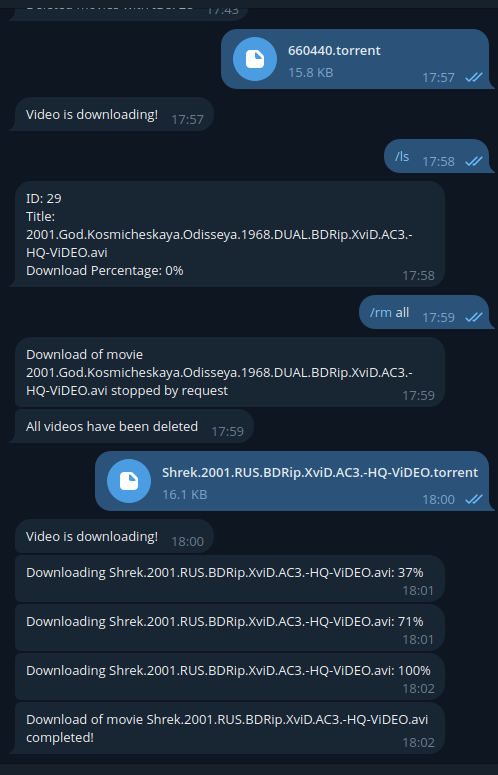 Deleted movies with ID: 28 17:43
660440.torrent
15.8 KB 17:57
Video is downloading! 17:57
/ls 17:58
ID: 29
Title:
2001.God.Kosmicheskaya.Odisseya.1968.DUAL.BDRip.XviD.AC3.-
HQ-ViDEO.avi
Download Percentage: 0% 17:58
/rm all 17:59
Download of movie
2001.God.Kosmicheskaya.Odisseya.1968.DUAL.BDRip.XviD.AC3.-
HQ-ViDEO.avi stopped by request 17:59
All videos have been deleted 17:59
Shrek.2001.RUS.BDRip.XviD.AC3.-HQ-ViDEO.torrent
16.1 KB 18:00
Video is downloading! 18:00
Downloading Shrek.2001.RUS.BDRip.XviD.AC3.-HQ-ViDEO.avi: 37%
18:01
Downloading Shrek.2001.RUS.BDRip.XviD.AC3.-HQ-ViDEO.avi: 71%
18:01
Downloading Shrek.2001.RUS.BDRip.XviD.AC3.-HQ-ViDEO.avi: 100%
18:02
Download of movie Shrek.2001.RUS.BDRip.XviD.AC3.-HQ-ViDEO.avi
completed! 18:02